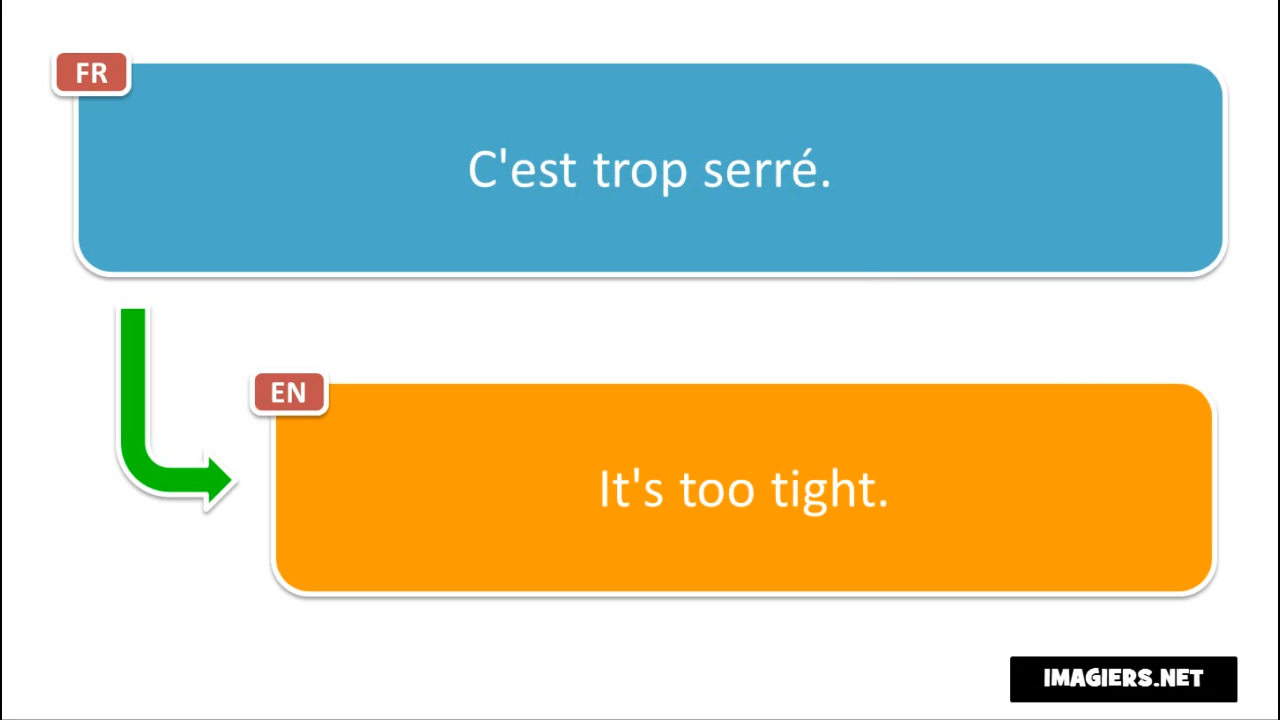 FR
C'est trop serré.
EN
It's too tight.
IMAGIERS.NET